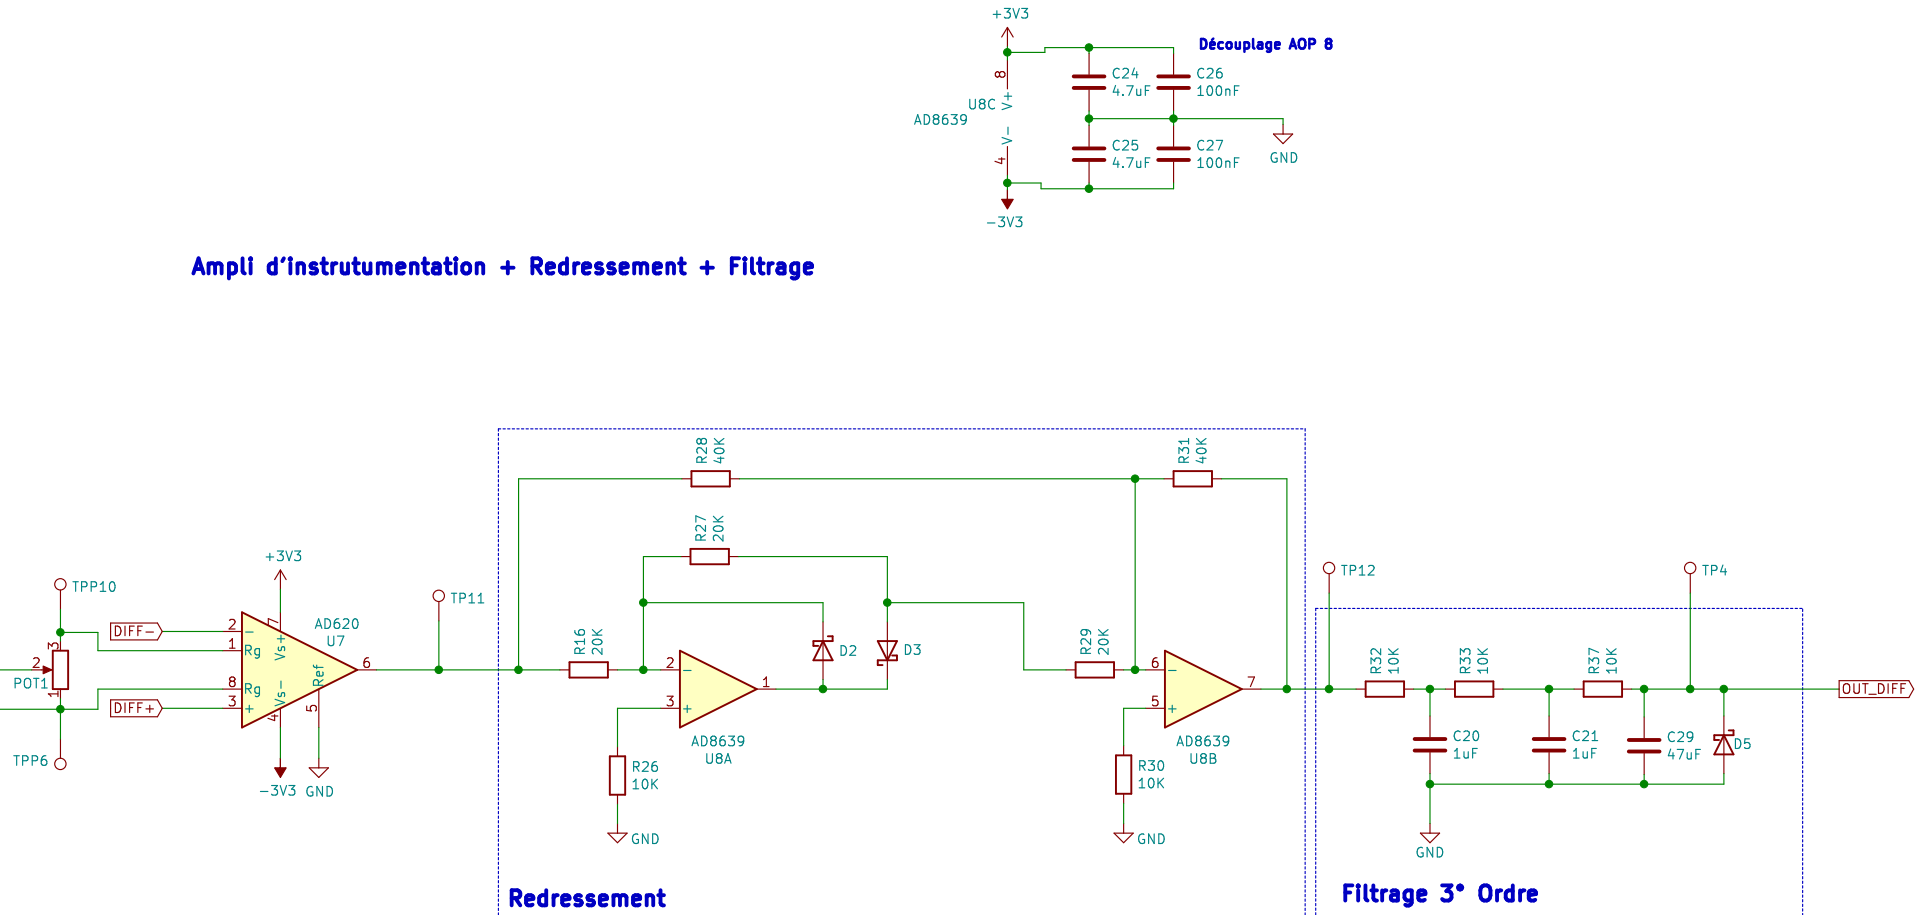 +3V3
Découplage AOP 8
8
C24
4.7uF
C26
100nF
U8C
V+
AD8639
V-
4
C25
4.7uF
C27
100nF
GND
-3V3
Ampli d'instrutumentation + Redressement + Filtrage
R28
40K
R31
40K
R27
20K
+3V3
TPP10
TP11
TP12
TP4
DIFF-
2
-
7
Vs+
AD620
U7
1
Rg
3
2
POT1
1
8
Rg
Ref
6
DIFF+
3
+
Vs-
4
5
TPP6
-3V3
GND
R16
20K
2
-
1
3
+
D2
D3
AD8639
U8A
R26
10K
GND
R29
20K
6
-
7
5
+
AD8639
U8B
R30
10K
GND
R32
10K
R33
10K
R37
10K
OUT_DIFF
C20
1uF
C21
1uF
C29
47uF
D5
GND
Redressement
Filtrage 3° Ordre